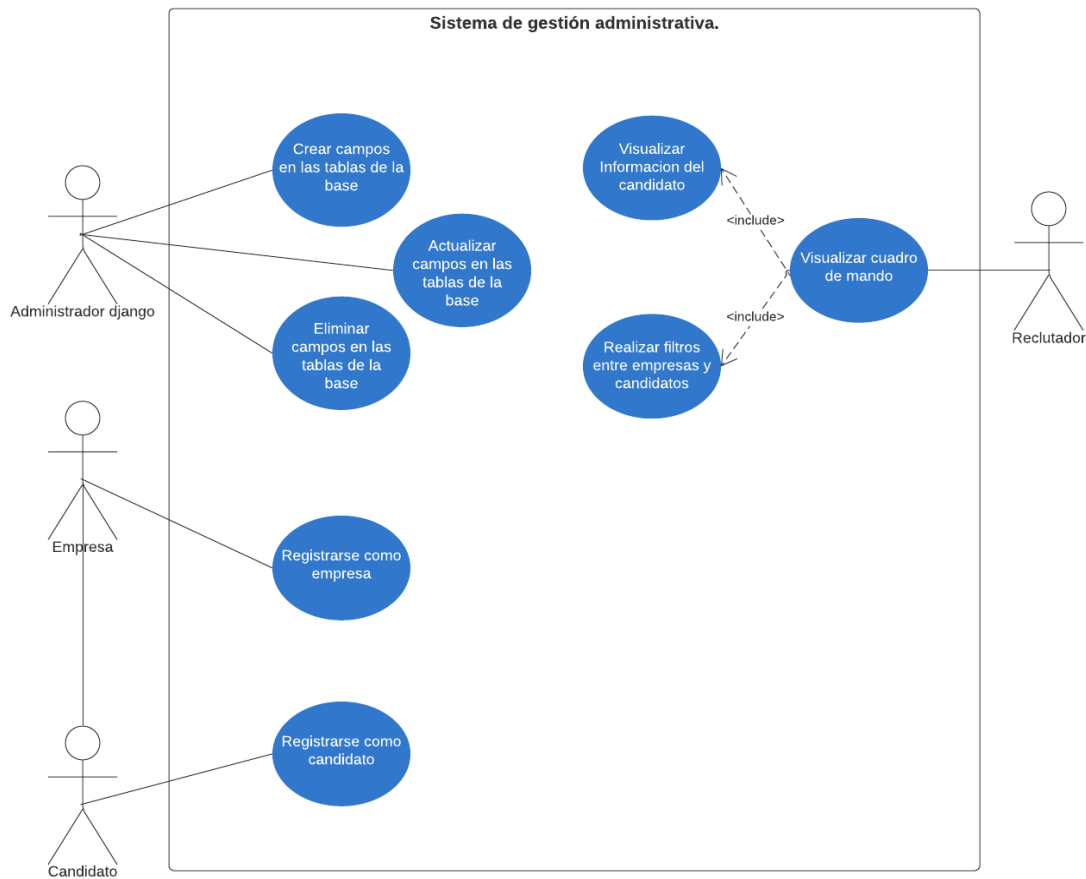 Sistema de gestión administrativa.
Crear campos
en las tablas de la
base
Actualizar
campos en las
tablas de la
base
Eliminar
campos en las
tablas de la
base
Administrador django
Visualizar
Informacion del
candidato
<include>
Visualizar cuadro
de mando
<include>
Realizar filtros
entre empresas y
candidatos
Reclutador
Empresa
Registrarse como
empresa
Registrarse como
candidato
Candidato